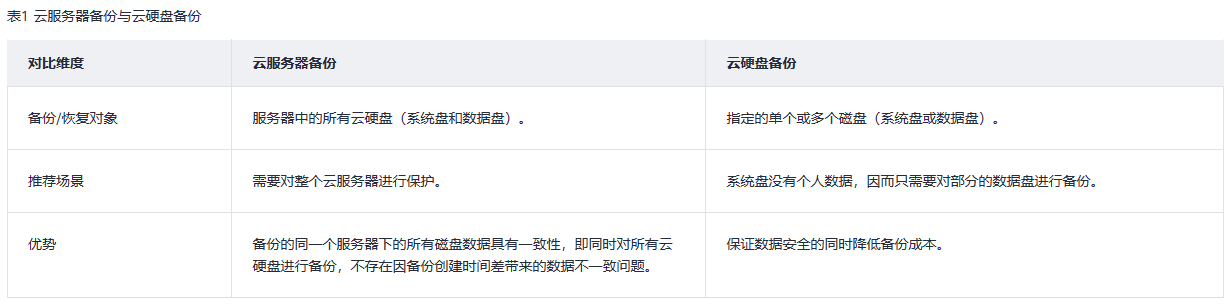 表1 云服务器备份与云硬盘备份
对比维度
云服务器备份
云硬盘备份
备份/恢复对象
服务器中的所有云硬盘（系统盘和数据盘）。
指定的单个或多个磁盘（系统盘或数据盘）。
推荐场景
需要对整个云服务器进行保护。
系统盘没有个人数据，因而只需要对部分的数据盘进行备份。
优势
备份的同一个服务器下的所有磁盘数据具有一致性，即同时对所有云
硬盘进行备份，不存在因备份创建时间差带来的数据不一致问题。
保证数据安全的同时降低备份成本。